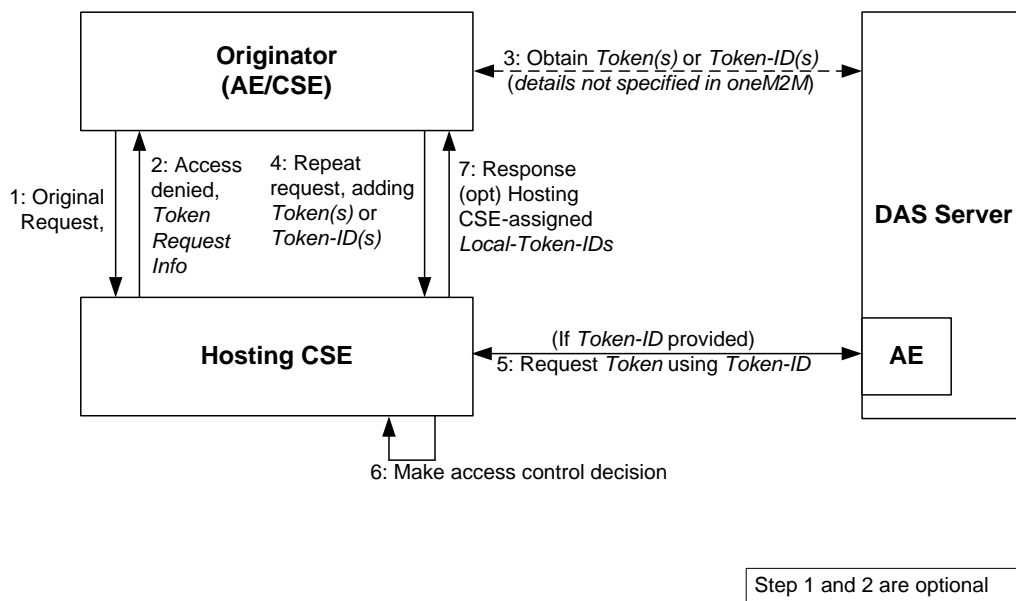 Originator
(AE/CSE)
3: Obtain Token(s) or Token-ID(s)
(details not specified in oneM2M)
DAS Server
1: Original
Request,
2: Access
denied,
Token
Request
Info
4: Repeat
request, adding
Token(s) or
Token-ID(s)
7: Response
(opt) Hosting
CSE-assigned
Local-Token-IDs
Hosting CSE
(If Token-ID provided)
5: Request Token using Token-ID
AE
6: Make access control decision
Step 1 and 2 are optional